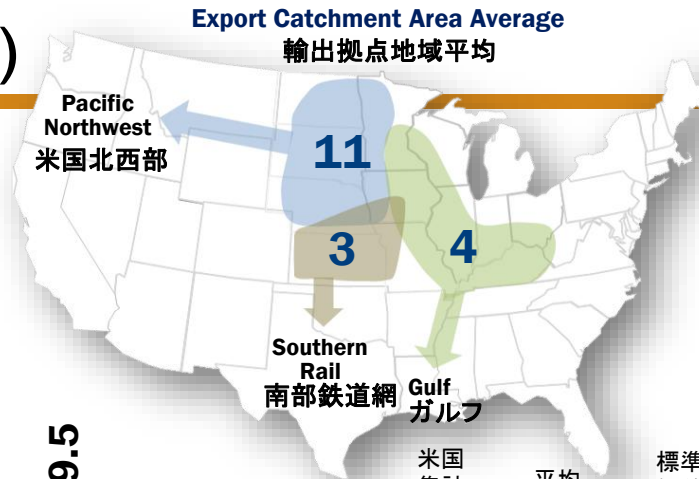 )
Export Catchment Area Average
輸出拠点地域平均
Pacific
Northwest
米国北西部
11
3
4
Southern
Rail
南部鉄道網
Gulf
ガルフ
9.5
米国
平均
標準